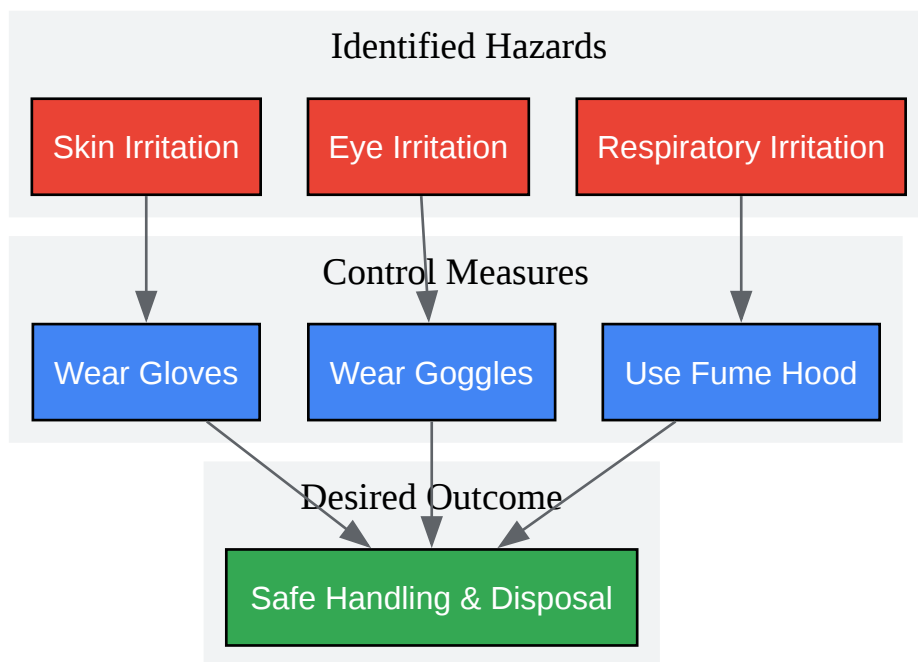 Identified Hazards
Skin Irritation
Eye Irritation
Respiratory Irritation
Control Measures
Wear Gloves
Wear Goggles
Use Fume Hood
Desired Outcome
Safe Handling & Disposal